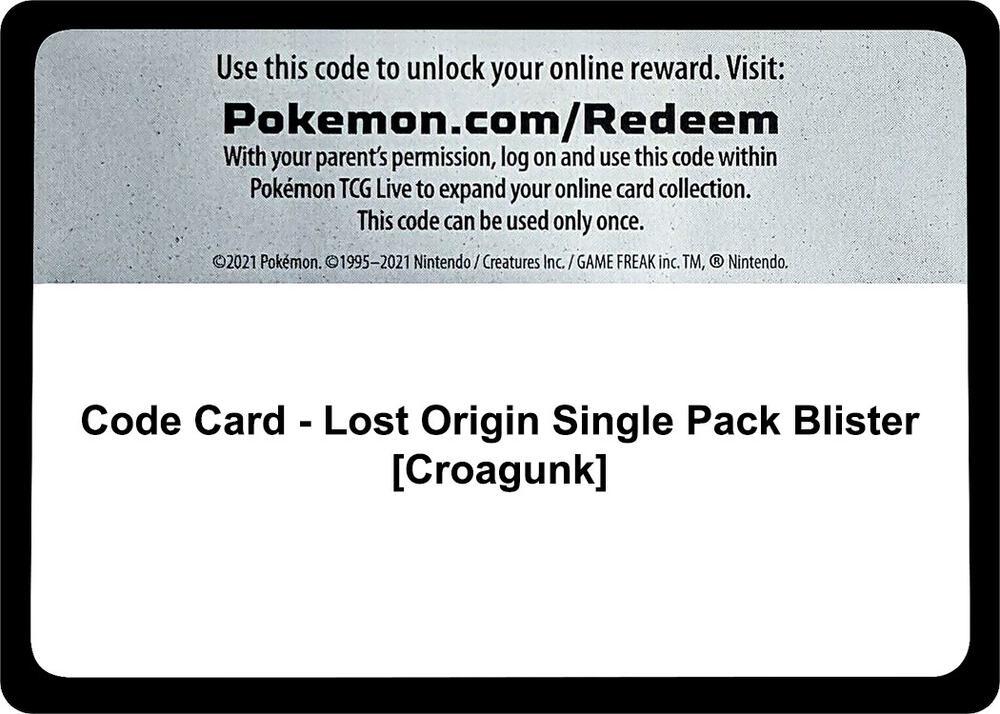 Use this code to unlock your online reward. Visit:
Pokemon.com/Redeem
With your parent's permission, log on and use this code within
Pokémon TCG Live to expand your online card collection.
This code can be used only once.
©2021 Pokémon. ©1995–2021 Nintendo / Creatures Inc. / GAME FREAK inc. TM, ® Nintendo.
Code Card - Lost Origin Single Pack Blister
[Croagunk]